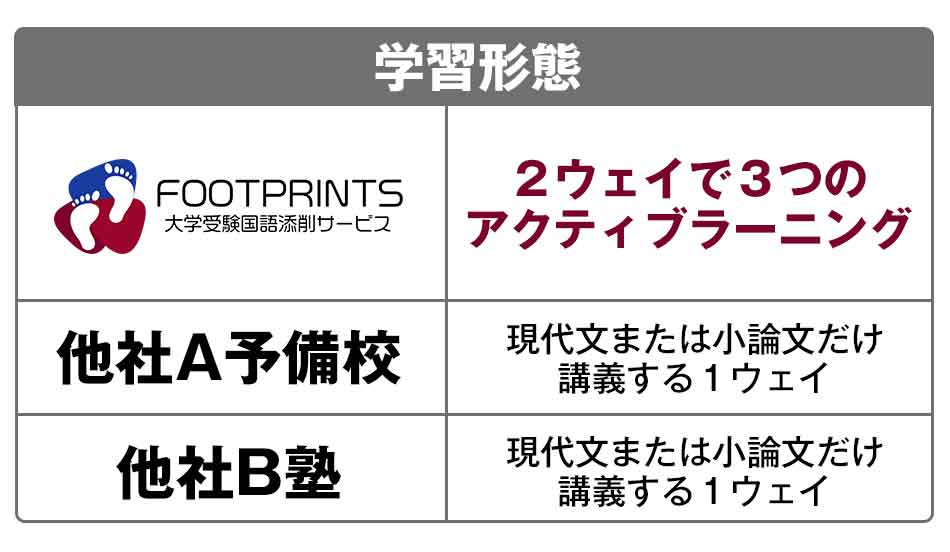 学習形態
FOOTPRINTS
大学受験国語添削サービス
２ウェイで３つの
アクティブラーニング
他社A予備校
現代文または小論文だけ
講義する１ウェイ
他社B塾
現代文または小論文だけ
講義する１ウェイ